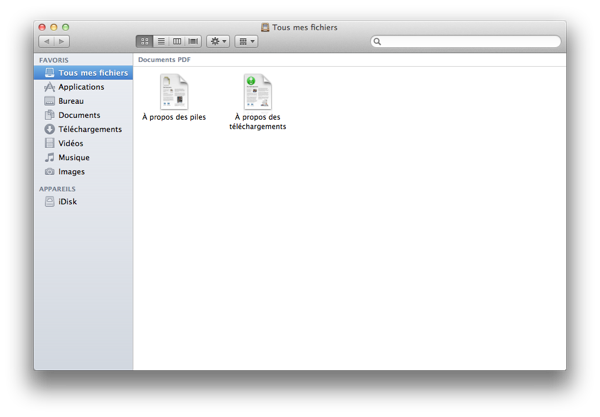 Tous mes fichiers
FAVORIS
Tous mes fichiers
Applications
Bureau
Documents
Téléchargements
Vidéos
Musique
Images
APPAREILS
iDisk
Documents PDF
À propos des piles
À propos des
téléchargements